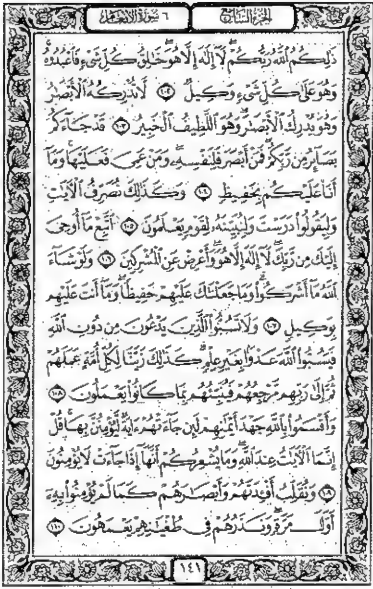 الجزء السابع ٦ سورة الأنعام
ذَٰلِكُمُ ٱللَّهُ رَبُّكُمْ ۖ لَآ إِلَٰهَ إِلَّا هُوَ ۖ خَٰلِقُ كُلِّ شَىْءٍ فَٱعْبُدُوهُ ۚ
وَهُوَ عَلَىٰ كُلِّ شَىْءٍ وَكِيلٌ ١٠٢ لَّا تُدْرِكُهُ ٱلْأَبْصَٰرُ
وَهُوَ يُدْرِكُ ٱلْأَبْصَٰرَ ۖ وَهُوَ ٱللَّطِيفُ ٱلْخَبِيرُ ١٠٣ قَدْ جَآءَكُم
بَصَآئِرُ مِن رَّبِّكُمْ ۖ فَمَنْ أَبْصَرَ فَلِنَفْسِهِۦ ۖ وَمَنْ عَمِىَ فَعَلَيْهَا ۚ وَمَآ
أَنَا۠ عَلَيْكُم بِحَفِيظٍ ١٠٤ وَكَذَٰلِكَ نُصَرِّفُ ٱلْءَايَٰتِ
وَلِيَقُولُوا۟ دَرَسْتَ وَلِنُبَيِّنَهُۥ لِقَوْمٍ يَعْلَمُونَ ١٠٥ ٱتَّبِعْ مَآ أُوحِىَ
إِلَيْكَ مِن رَّبِّكَ ۖ لَآ إِلَٰهَ إِلَّا هُوَ ۖ وَأَعْرِضْ عَنِ ٱلْمُشْرِكِينَ ١٠٦ وَلَوْ شَآءَ
ٱللَّهُ مَآ أَشْرَكُوا۟ ۗ وَمَا جَعَلْنَٰكَ عَلَيْهِمْ حَفِيظًا ۖ وَمَآ أَنتَ عَلَيْهِم
بِوَكِيلٍ ١٠٧ وَلَا تَسُبُّوا۟ ٱلَّذِينَ يَدْعُونَ مِن دُونِ ٱللَّهِ
فَيَسُبُّوا۟ ٱللَّهَ عَدْوًۢا بِغَيْرِ عِلْمٍ ۗ كَذَٰلِكَ زَيَّنَّا لِكُلِّ أُمَّةٍ عَمَلَهُمْ
ثُمَّ إِلَىٰ رَبِّهِم مَّرْجِعُهُمْ فَيُنَبِّئُهُم بِمَا كَانُوا۟ يَعْمَلُونَ ١٠٨
وَأَقْسَمُوا۟ بِٱللَّهِ جَهْدَ أَيْمَٰنِهِمْ لَئِن جَآءَتْهُمْ ءَايَةٌ لَّيُؤْمِنُنَّ بِهَا ۚ قُلْ
إِنَّمَا ٱلْءَايَٰتُ عِندَ ٱللَّهِ ۖ وَمَا يُشْعِرُكُمْ أَنَّهَآ إِذَا جَآءَتْ لَا يُؤْمِنُونَ
١٠٩ وَنُقَلِّبُ أَفْـِٔدَتَهُمْ وَأَبْصَٰرَهُمْ كَمَا لَمْ يُؤْمِنُوا۟ بِهِۦٓ
أَوَّلَ مَرَّةٍ وَنَذَرُهُمْ فِى طُغْيَٰنِهِمْ يَعْمَهُونَ ١١٠
١٤١